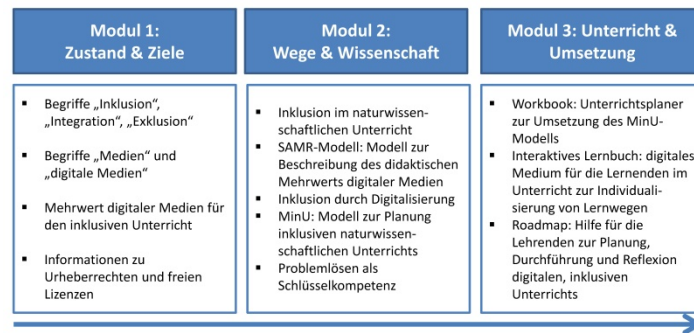 Modul 1:
Zustand & Ziele
Begriffe „Inklusion",
„Integration", „Exklusion"
Begriffe „Medien" und
„digitale Medien"
Mehrwert digitaler Medien für
den inklusiven Unterricht
Informationen zu
Urheberrechten und freien
Lizenzen
Modul 2:
Wege & Wissenschaft
Inklusion im naturwissen-
schaftlichen Unterricht
SAMR-Modell: Modell zur
Beschreibung des didaktischen
Mehrwerts digitaler Medien
Inklusion durch Digitalisierung
MinU: Modell zur Planung
inklusiven naturwissen-
schaftlichen Unterrichts
Problemlösen als
Schlüsselkompetenz
Modul 3: Unterricht &
Umsetzung
Workbook: Unterrichtsplaner
zur Umsetzung des MinU-
Modells
Interaktives Lernbuch: digitales
Medium für die Lernenden im
Unterricht zur Individuali-
sierung von Lernwegen
Roadmap: Hilfe für die
Lehrenden zur Planung,
Durchführung und Reflexion
digitalen, inklusiven
Unterrichts